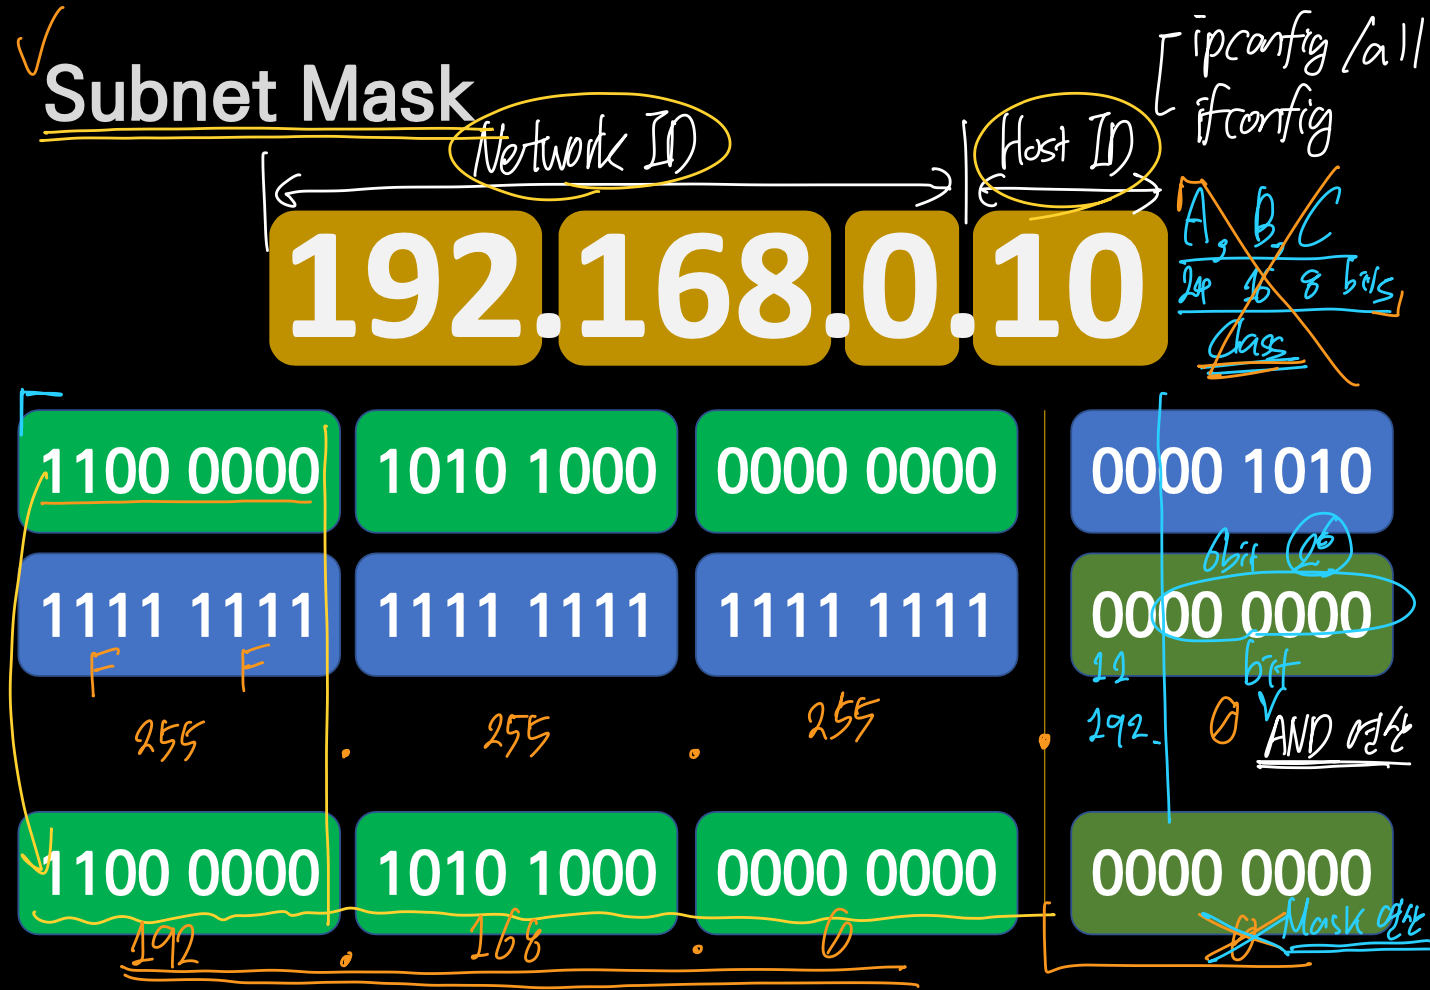 ipconfig /all
Subnet Mask
ifconfig
Network ID
Host ID
192.168.0.10
A, B, C
16 8 bits
Class
1100 0000 1010 1000 0000 0000 0000 1010
6bit 2⁶
1111 1111 1111 1111 1111 1111 0000 0000
F F
11 bit
255 . 255 . 255 . 192. 0
AND 연산
1100 0000 1010 1000 0000 0000 0000 0000
192 . 168 . 0 0
Mask 연산